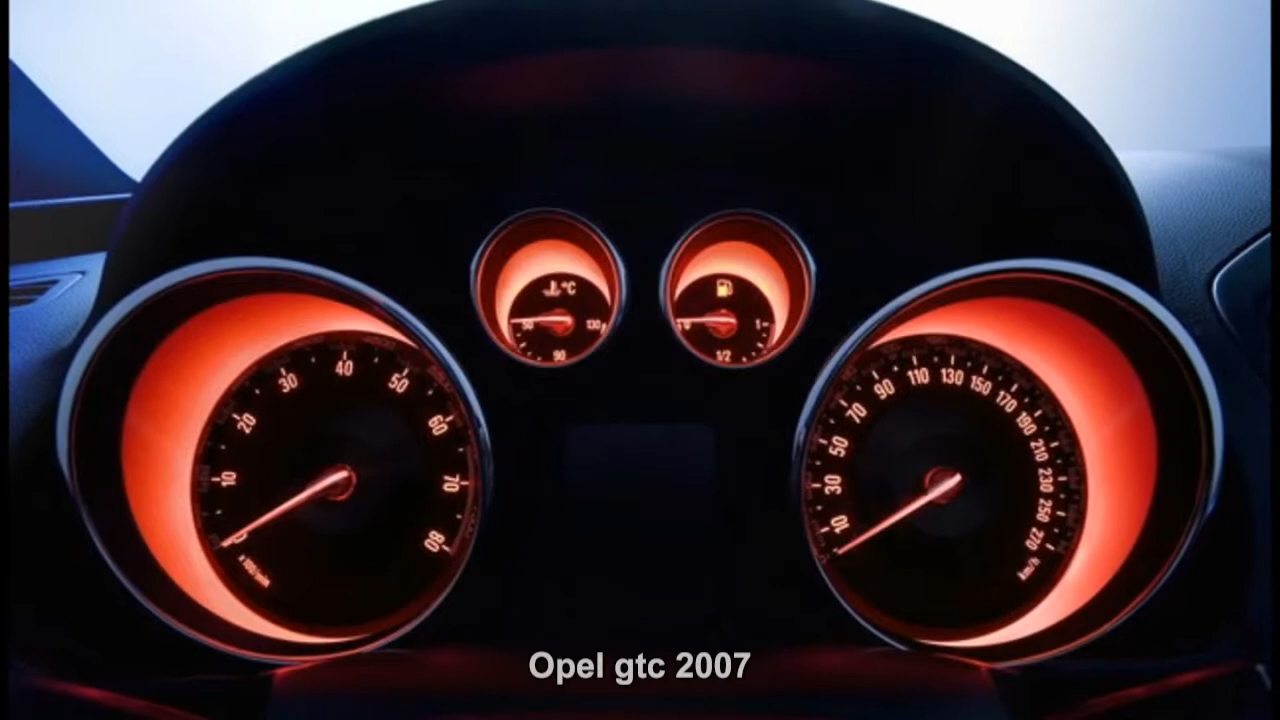 °C
50 130
90
0 1
1/2
0 10 20 30 40 50 60 70 80
x 100/min
10 30 50 70 90 110 130 150 170 190 210 230 250 270
km/h
Opel gtc 2007